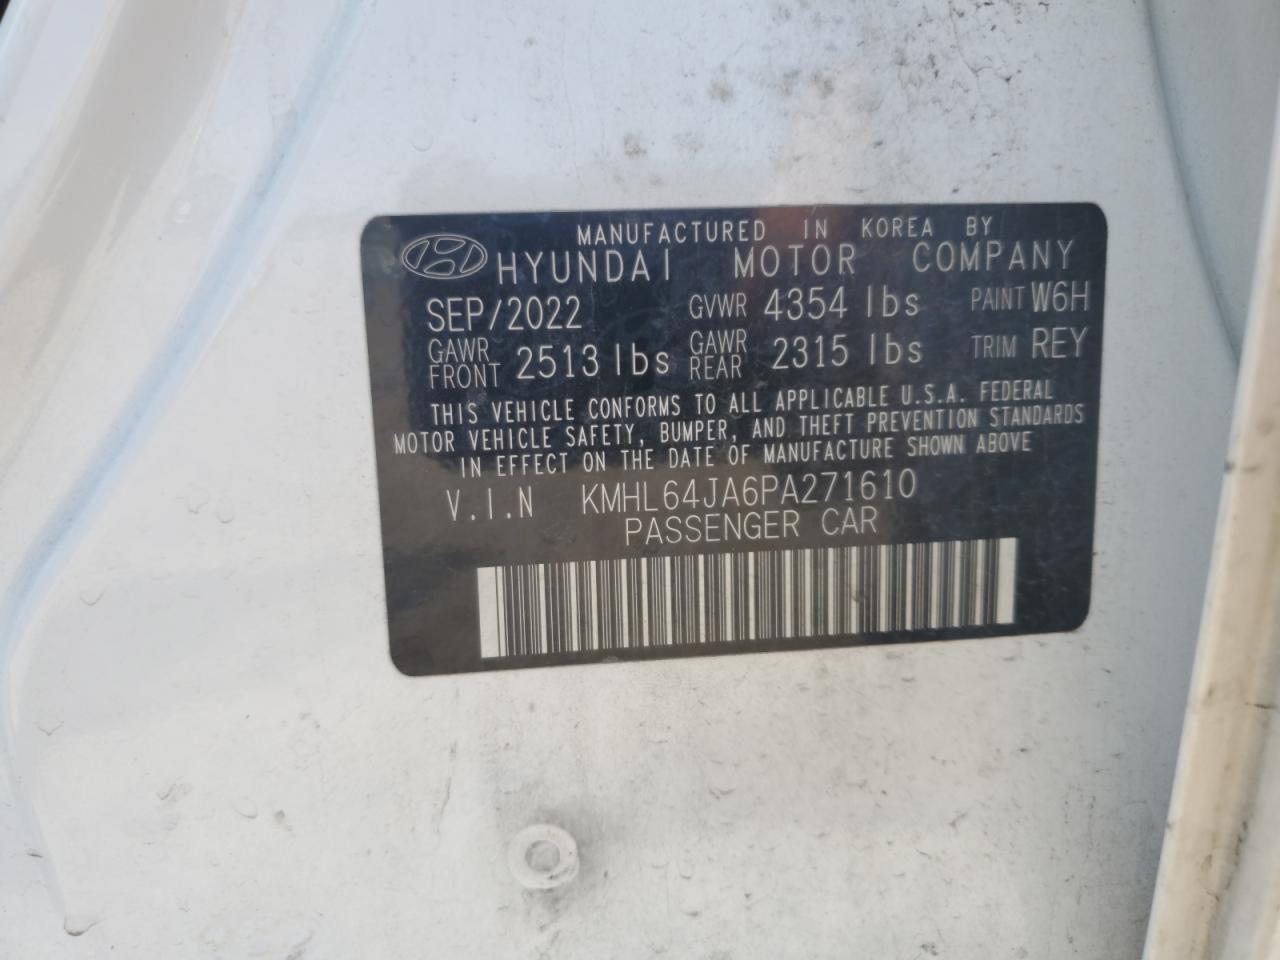 MANUFACTURED IN KOREA BY
HYUNDAI MOTOR COMPANY
SEP/2022 GVWR 4354 lbs PAINT W6H
GAWR FRONT 2513 lbs GAWR REAR 2315 lbs TRIM REY
THIS VEHICLE CONFORMS TO ALL APPLICABLE U.S.A. FEDERAL
MOTOR VEHICLE SAFETY, BUMPER, AND THEFT PREVENTION STANDARDS
IN EFFECT ON THE DATE OF MANUFACTURE SHOWN ABOVE
V.I.N KMHL64JA6PA271610
PASSENGER CAR